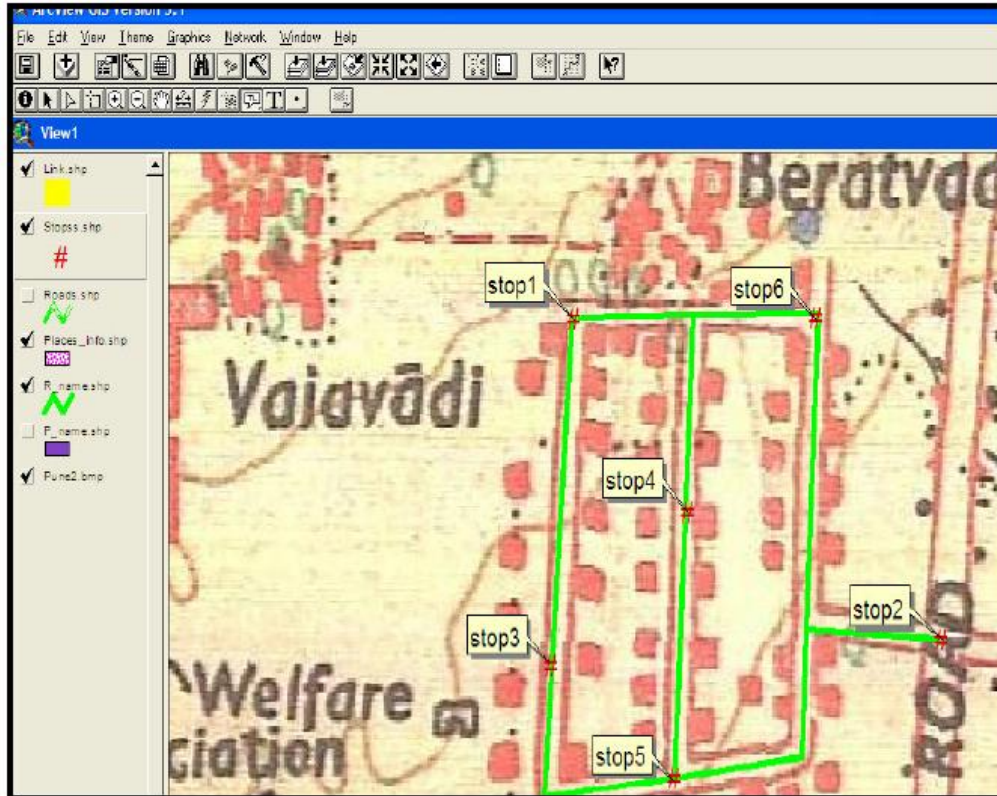 ArcView GIS Version 3.1
File Edit View Theme Graphics Network Window Help
View1
Link.shp
Stopss.shp
#
Roads.shp
Places_info.shp
R_name.shp
P_name.shp
Pune2.bmp
Beratvad
stop1
stop6
Vajavādi
stop4
stop2
stop3
Welfare
ciation
ROAD
stop5